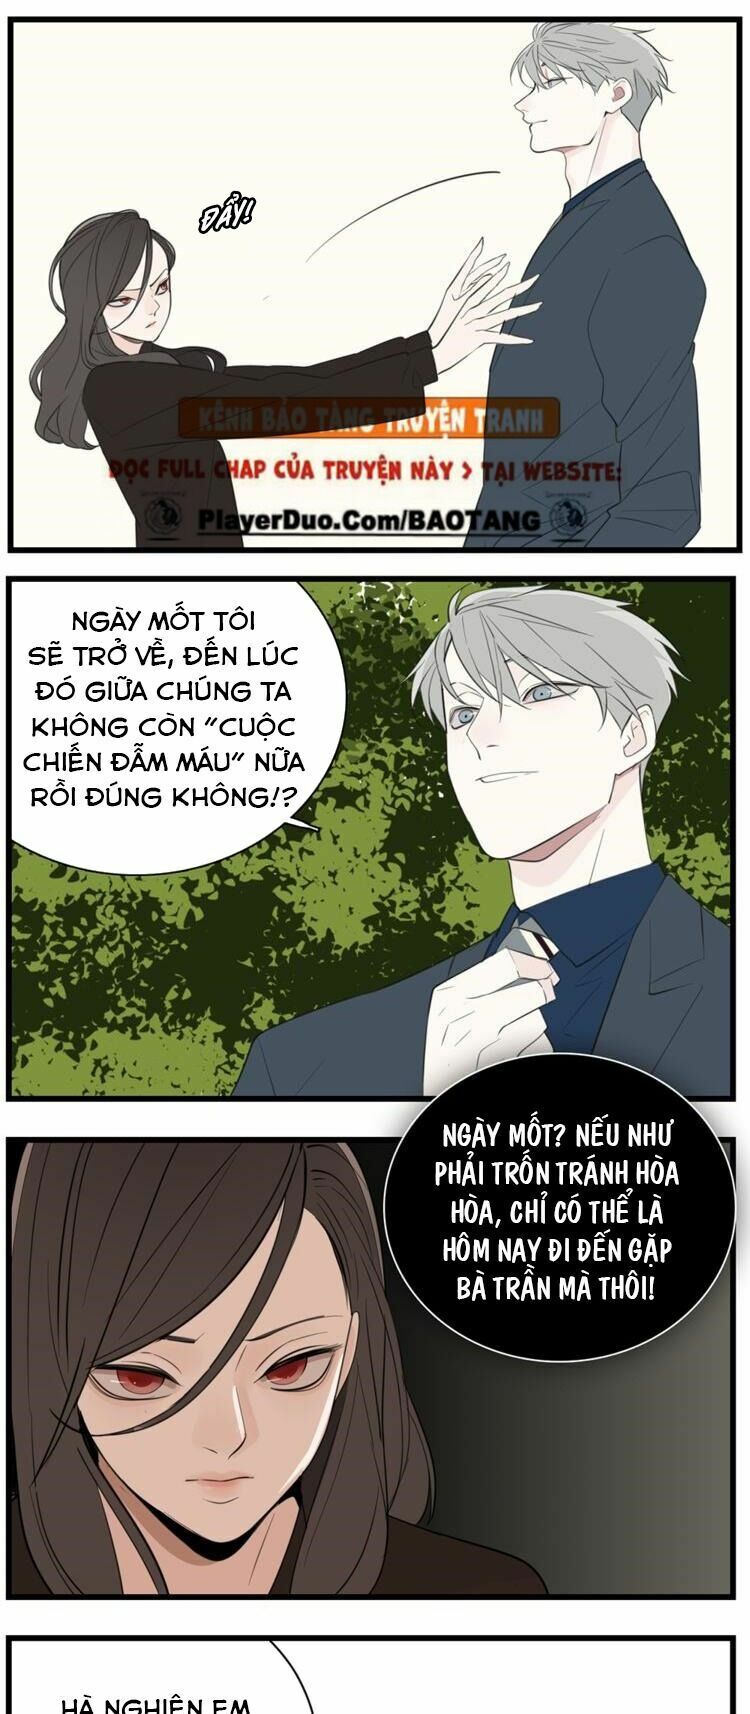 ĐẨY!
KÊNH BẢO TÀNG TRUYỆN TRANH
ĐỌC FULL CHAP CỦA TRUYỆN NÀY > TẠI WEBSITE:
PlayerDuo.Com/BAOTANG
NGÀY MỐT TÔI
SẼ TRỞ VỀ, ĐẾN LÚC
ĐÓ GIỮA CHÚNG TA
KHÔNG CÒN "CUỘC
CHIẾN ĐẪM MÁU" NỮA
RỒI ĐÚNG KHÔNG!?
NGÀY MỐT? NẾU NHƯ
PHẢI TRỐN TRÁNH HÒA
HÒA, CHỈ CÓ THỂ LÀ
HÔM NAY ĐI ĐẾN GẶP
BÀ TRẦN MÀ THÔI!
HÀ NGHIÊN EM